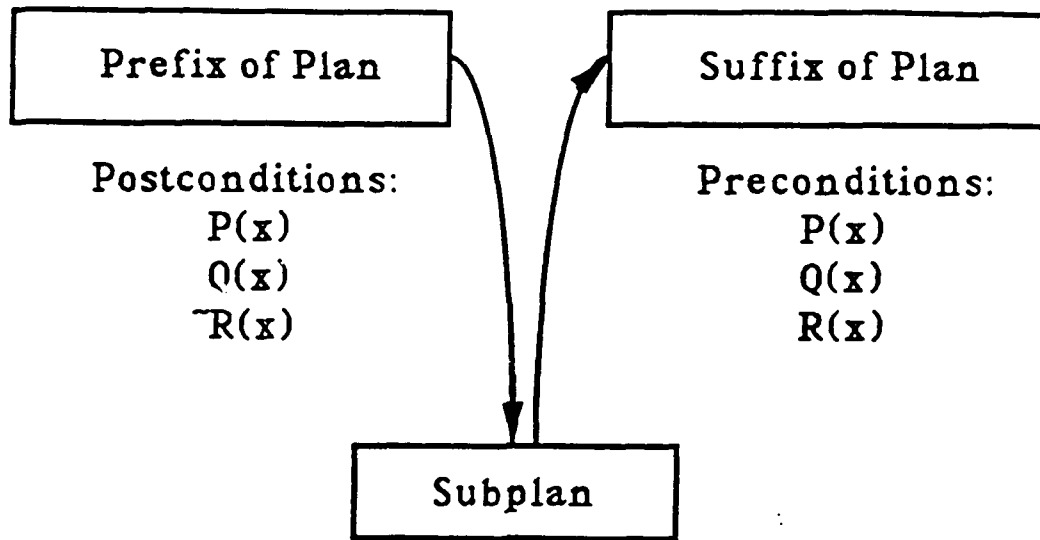 Prefix of Plan
Postconditions:
P(x)
Q(x)
~R(x)
Suffix of Plan
Preconditions:
P(x)
Q(x)
R(x)
Subplan